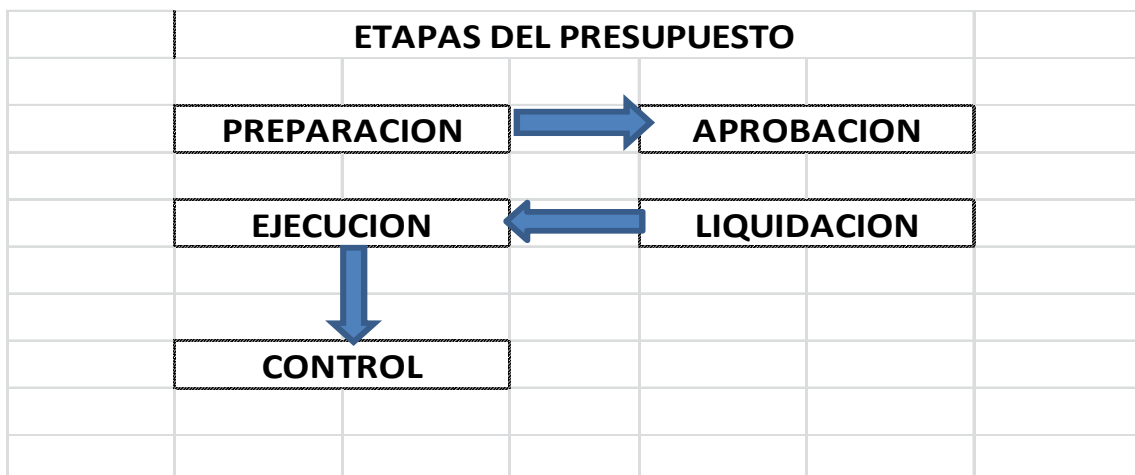 ETAPAS DEL PRESUPUESTO
PREPARACION
APROBACION
EJECUCION
LIQUIDACION
CONTROL